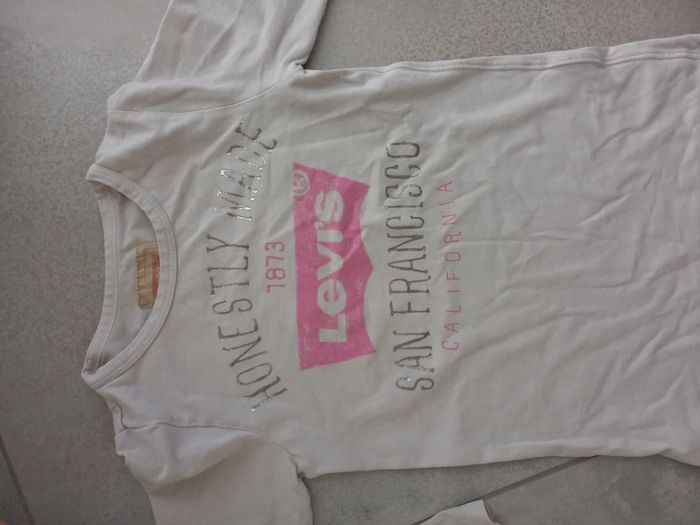 HONESTLY MADE
1873
Levi's ®
SAN FRANCISCO
CALIFORNIA